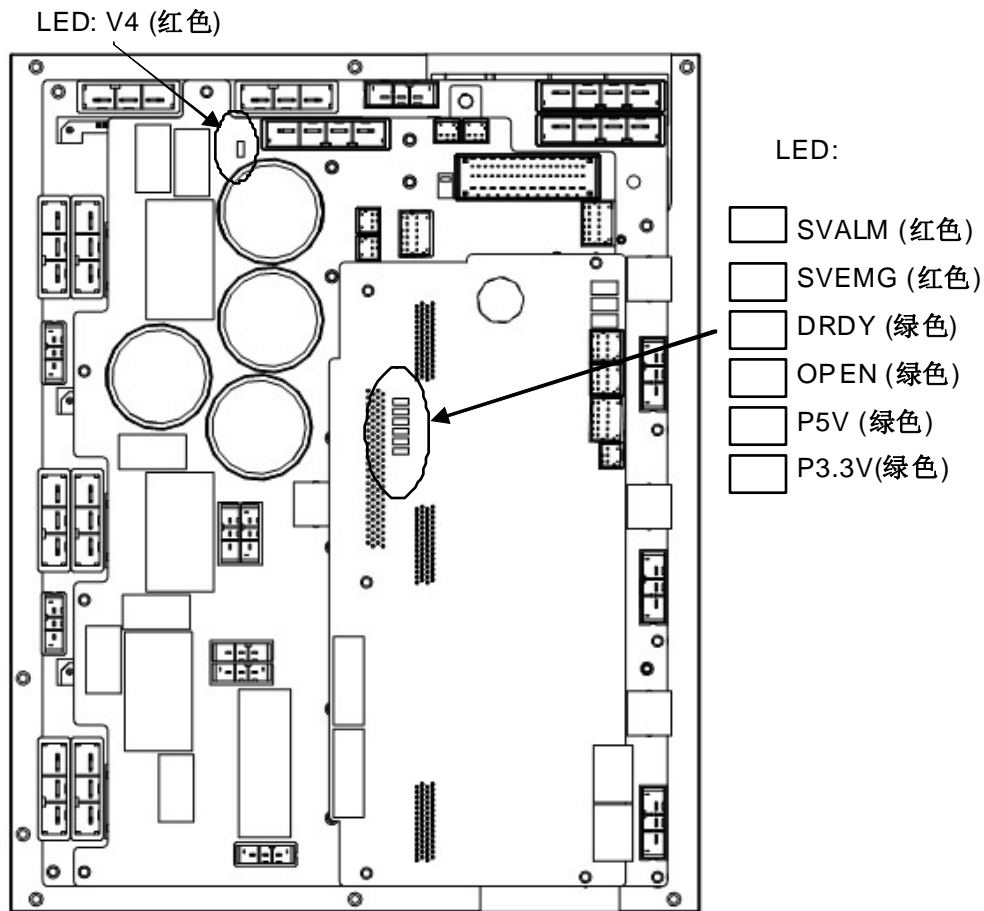 LED: V4 (红色)
LED:
SVALM (红色)
SVEMG (红色)
DRDY (绿色)
OPEN (绿色)
P5V (绿色)
P3.3V(绿色)